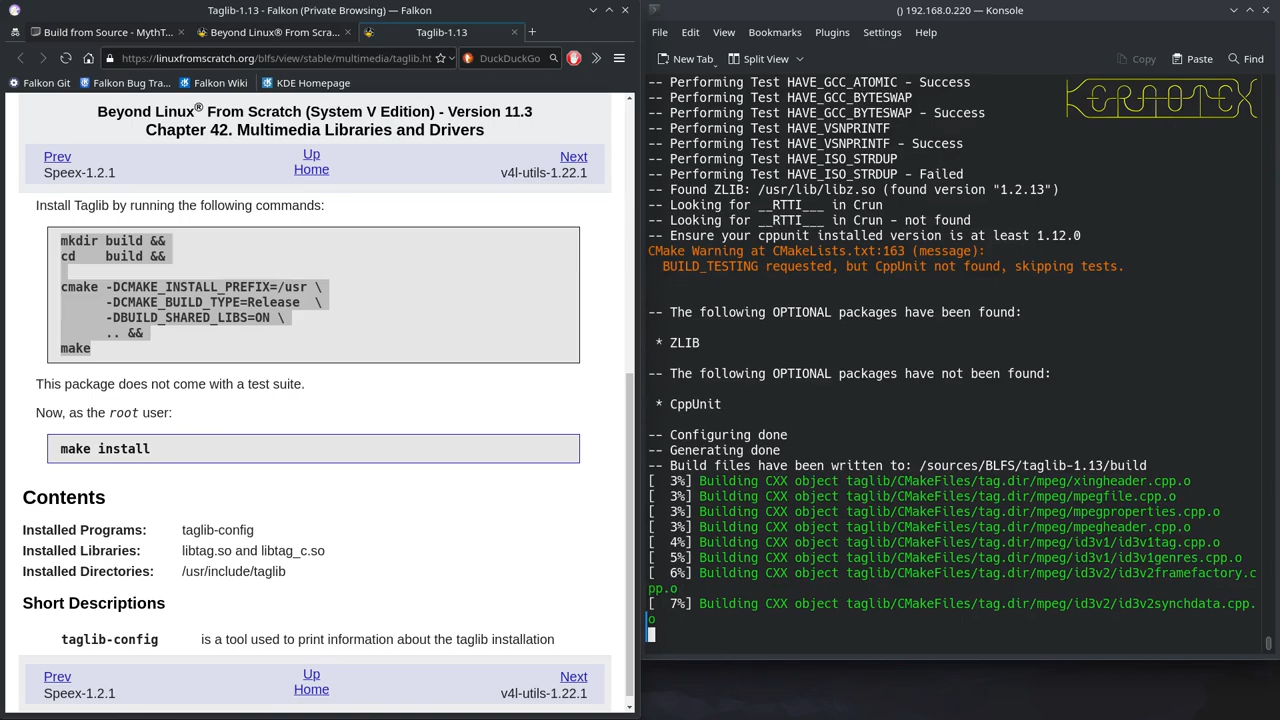 Taglib-1.13 — Falkon (Private Browsing) — Falkon
Build from Source - MythT...
Beyond Linux® From Scra...
Taglib-1.13
https://linuxfromscratch.org/blfs/view/stable/multimedia/taglib.ht
DuckDuckGo
Falkon Git
Falkon Bug Tra...
Falkon Wiki
KDE Homepage
Beyond Linux® From Scratch (System V Edition) - Version 11.3
Chapter 42. Multimedia Libraries and Drivers
Prev
Up
Next
Speex-1.2.1
Home
v4l-utils-1.22.1
Install Taglib by running the following commands:
mkdir build &&
cd    build &&
cmake -DCMAKE_INSTALL_PREFIX=/usr \
      -DCMAKE_BUILD_TYPE=Release  \
      -DBUILD_SHARED_LIBS=ON \
      .. &&
make
This package does not come with a test suite.
Now, as the root user:
make install
Contents
Installed Programs: taglib-config
Installed Libraries: libtag.so and libtag_c.so
Installed Directories: /usr/include/taglib
Short Descriptions
taglib-config is a tool used to print information about the taglib installation
Prev
Up
Next
Speex-1.2.1
Home
v4l-utils-1.22.1
() 192.168.0.220 — Konsole
File Edit View Bookmarks Plugins Settings Help
New Tab Split View Copy Paste Find
-- Performing Test HAVE_GCC_ATOMIC - Success
-- Performing Test HAVE_GCC_BYTESWAP
-- Performing Test HAVE_GCC_BYTESWAP - Success
-- Performing Test HAVE_VSNPRINTF
-- Performing Test HAVE_VSNPRINTF - Success
-- Performing Test HAVE_ISO_STRDUP
-- Performing Test HAVE_ISO_STRDUP - Failed
-- Found ZLIB: /usr/lib/libz.so (found version "1.2.13")
-- Looking for __RTTI___ in Crun
-- Looking for __RTTI___ in Crun - not found
-- Ensure your cppunit installed version is at least 1.12.0
CMake Warning at CMakeLists.txt:163 (message):
  BUILD_TESTING requested, but CppUnit not found, skipping tests.
-- The following OPTIONAL packages have been found:
 * ZLIB
-- The following OPTIONAL packages have not been found:
 * CppUnit
-- Configuring done
-- Generating done
-- Build files have been written to: /sources/BLFS/taglib-1.13/build
[  3%] Building CXX object taglib/CMakeFiles/tag.dir/mpeg/xingheader.cpp.o
[  3%] Building CXX object taglib/CMakeFiles/tag.dir/mpeg/mpegfile.cpp.o
[  3%] Building CXX object taglib/CMakeFiles/tag.dir/mpeg/mpegproperties.cpp.o
[  3%] Building CXX object taglib/CMakeFiles/tag.dir/mpeg/mpegheader.cpp.o
[  4%] Building CXX object taglib/CMakeFiles/tag.dir/mpeg/id3v1/id3v1tag.cpp.o
[  5%] Building CXX object taglib/CMakeFiles/tag.dir/mpeg/id3v1/id3v1genres.cpp.o
[  6%] Building CXX object taglib/CMakeFiles/tag.dir/mpeg/id3v2/id3v2framefactory.c
pp.o
[  7%] Building CXX object taglib/CMakeFiles/tag.dir/mpeg/id3v2/id3v2synchdata.cpp.
o